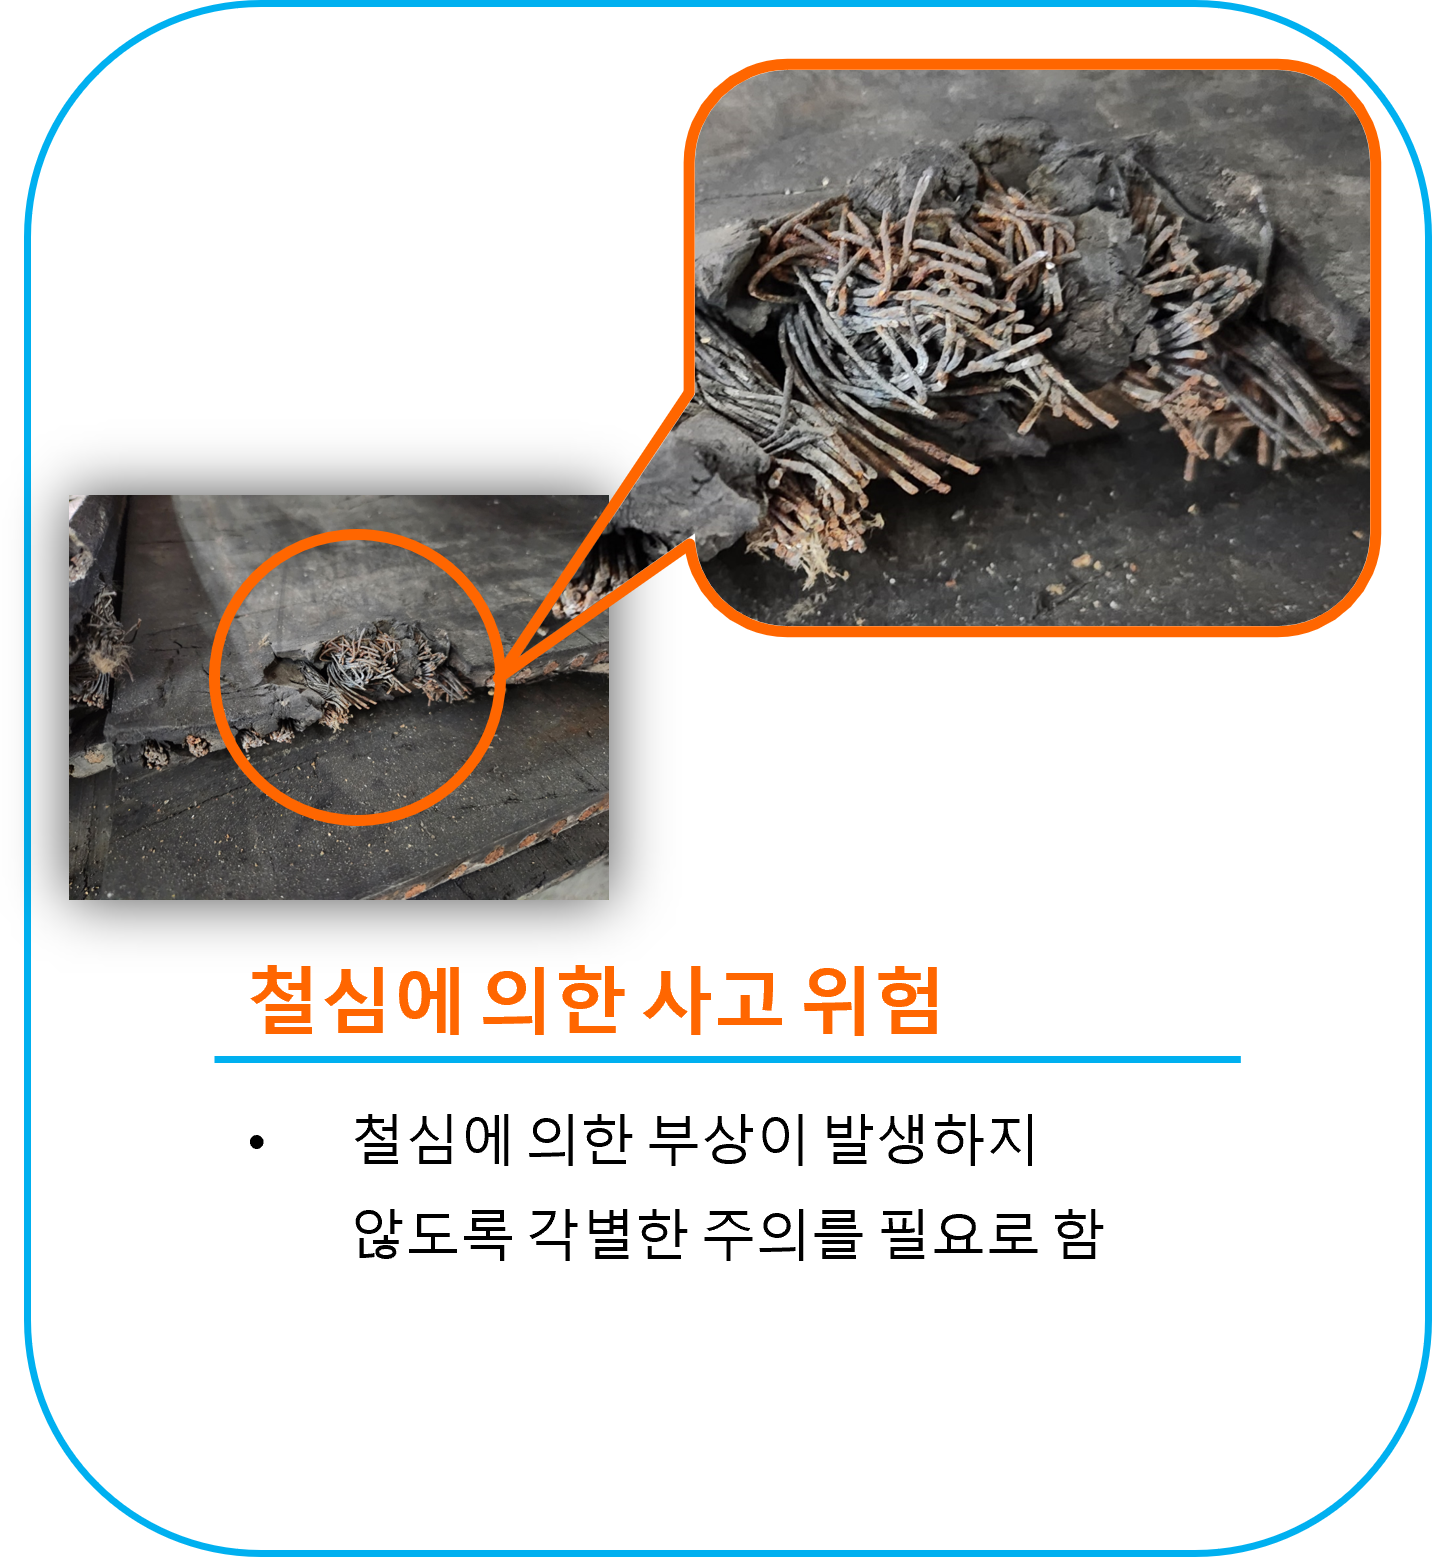 철심에 의한 사고 위험
• 철심에 의한 부상이 발생하지
않도록 각별한 주의를 필요로 함